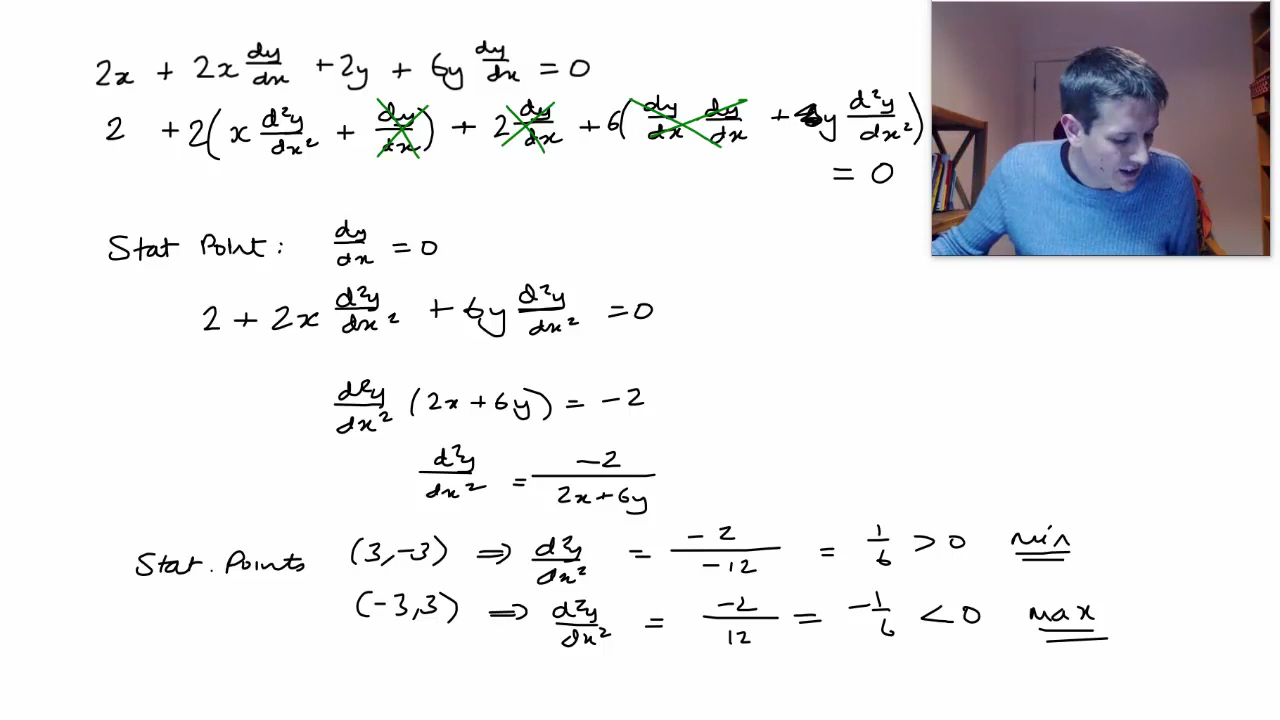 2x + 2x dy/dx + 2y + 6y dy/dx = 0
2 + 2(x d²y/dx² + dy/dx) + 2 dy/dx + 6(dy/dx dy/dx + y d²y/dx²)
= 0
Stat Point: dy/dx = 0
2 + 2x d²y/dx² + 6y d²y/dx² = 0
d²y/dx² (2x + 6y) = -2
d²y/dx² = -2/(2x + 6y)
Stat. Points (3, -3) ⟹ d²y/dx² = -2/-12 = 1/6 > 0 min
(-3, 3) ⟹ d²y/dx² = -2/12 = -1/6 < 0 max